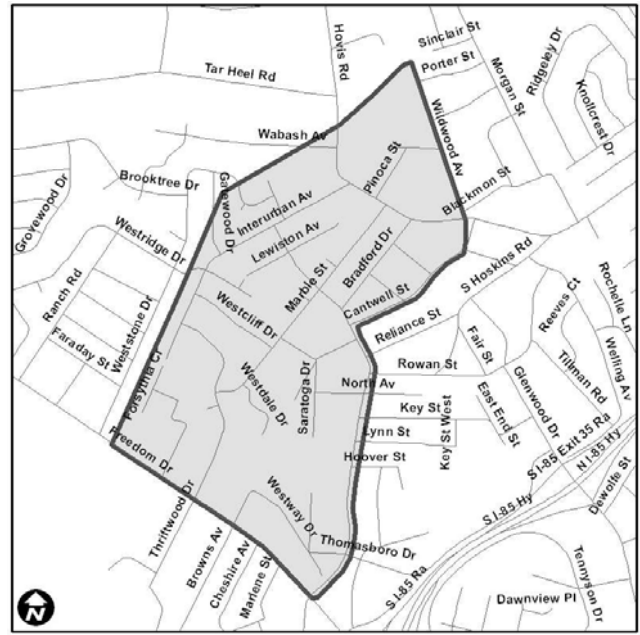 Sinclair St
Hovis Rd
Porter St
Ridgeley Dr
Tar Heel Rd
Morgan St
Knollcrest Dr
Wildwood Av
Wabash Av
Pinoca St
Brooktree Dr
Gatewood Dr
Blackmon St
Grovewood Dr
Interurban Av
Westridge Dr
Lewiston Av
Bradford Dr
S Hoskins Rd
Marble St
Ranch Rd
Cantwell St
Reeves Ct
Rochelle Ln
Weststone Dr
Westcliff Dr
Reliance St
Faraday St
Fair St
Welling Av
Rowan St
Tillman Rd
Forsythia Cr
Westdale Dr
Saratoga Dr
North Av
Glenwood Dr
Key St
East End St
Key St West
Freedom Dr
Lynn St
S I-85 Exit 35 Ra
N I-85 Hy
Hoover St
Dewolfe St
Westway Dr
S I-85 Hy
Thriftwood Dr
Browns Av
Thomasboro Dr
Cheshire Av
Marlene St
S I-85 Ra
Tennyson Dr
Dawnview Pl
N